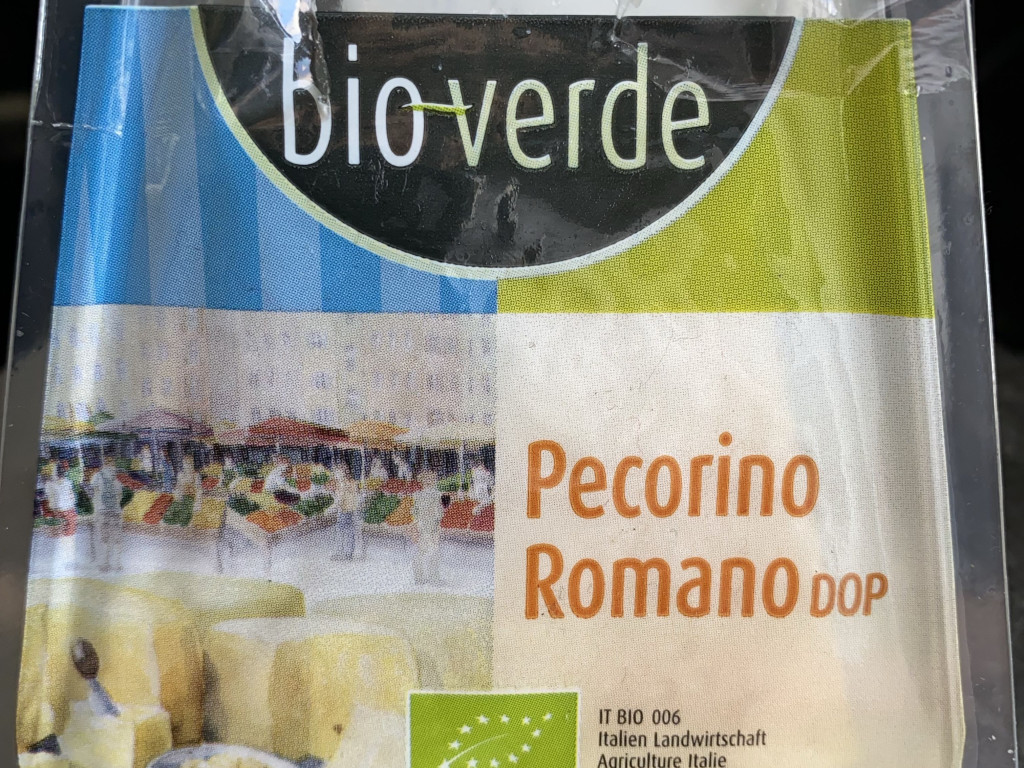 bio-verde
Pecorino
Romano DOP
IT BIO 006
Italien Landwirtschaft
Agriculture Italie